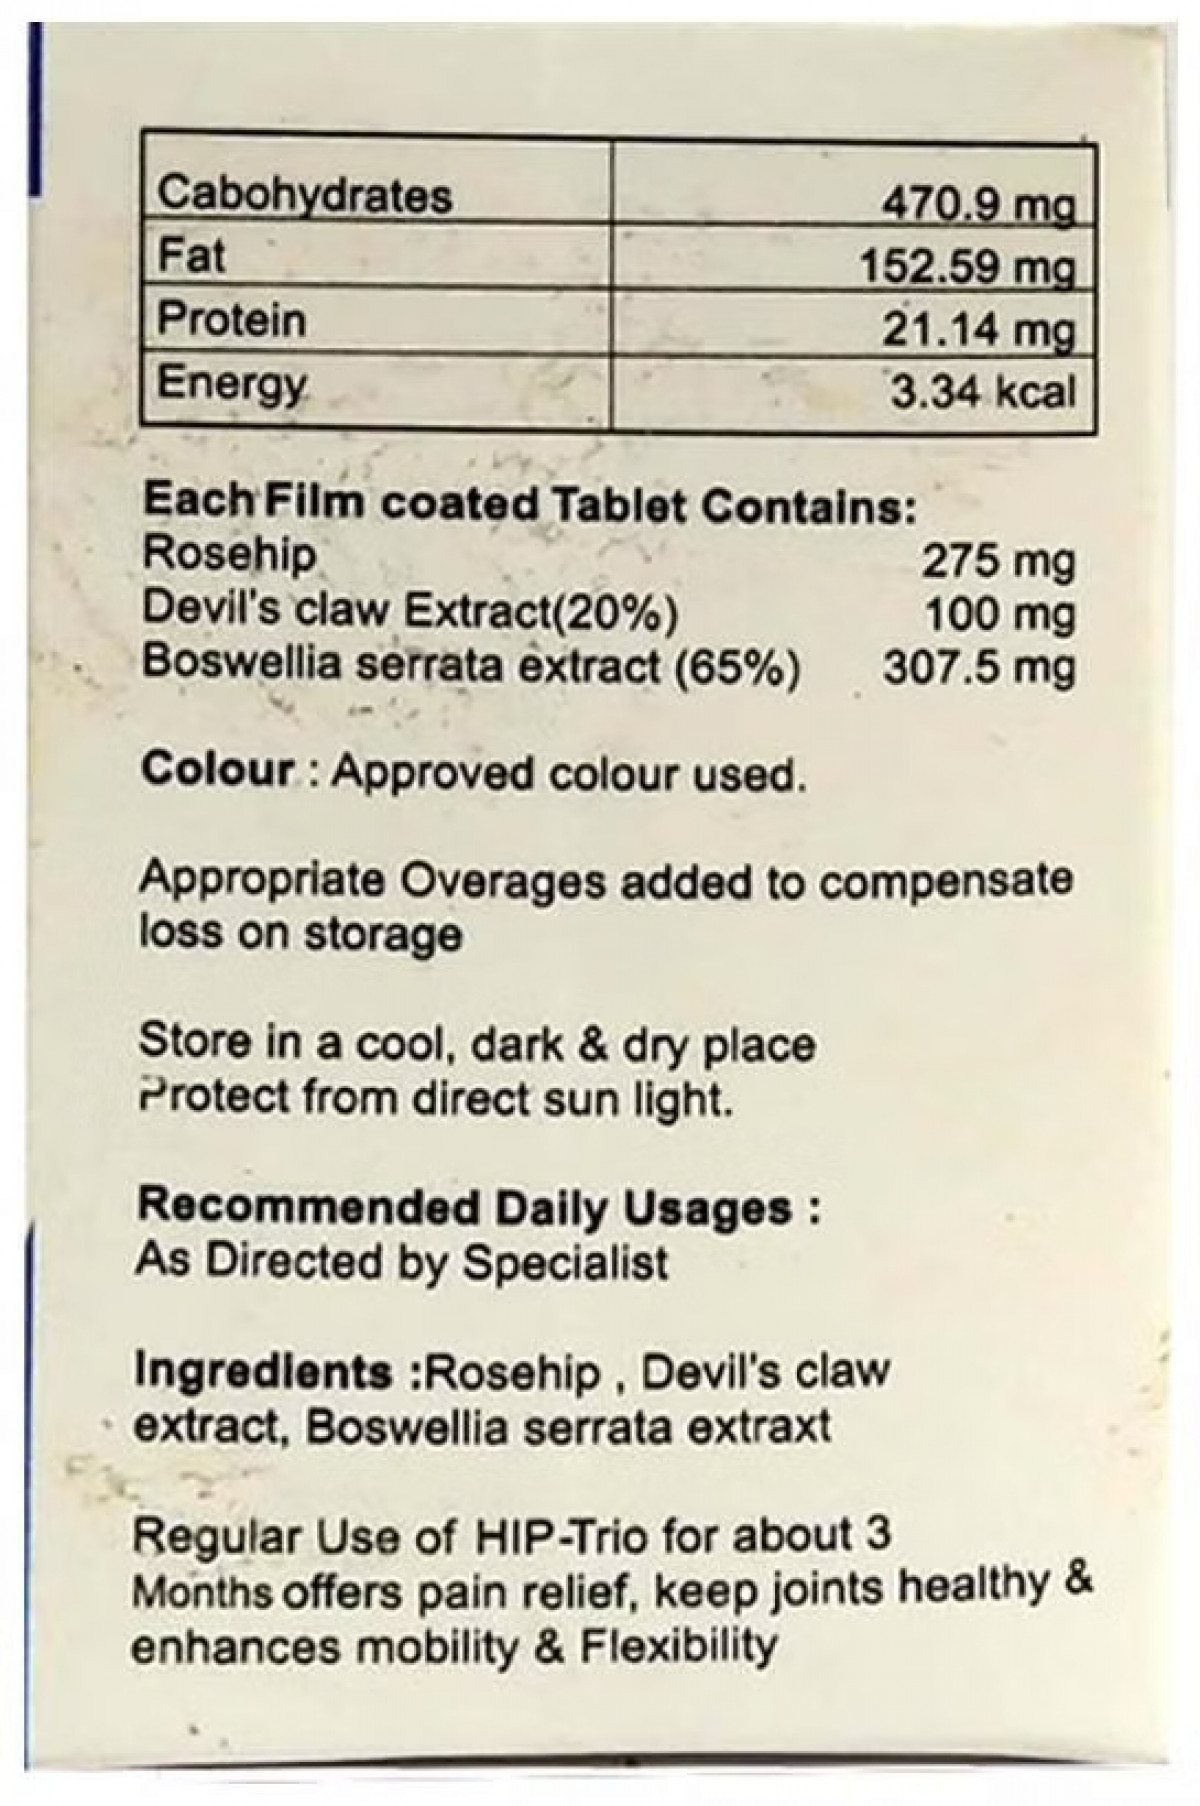 Cabohydrates 470.9 mg
Fat 152.59 mg
Protein 21.14 mg
Energy 3.34 kcal
Each Film coated Tablet Contains:
Rosehip 275 mg
Devil's claw Extract(20%) 100 mg
Boswellia serrata extract (65%) 307.5 mg
Colour : Approved colour used.
Appropriate Overages added to compensate
loss on storage
Store in a cool, dark & dry place
Protect from direct sun light.
Recommended Daily Usages :
As Directed by Specialist
Ingredients :Rosehip , Devil's claw
extract, Boswellia serrata extraxt
Regular Use of HIP-Trio for about 3
Months offers pain relief, keep joints healthy &
enhances mobility & Flexibility